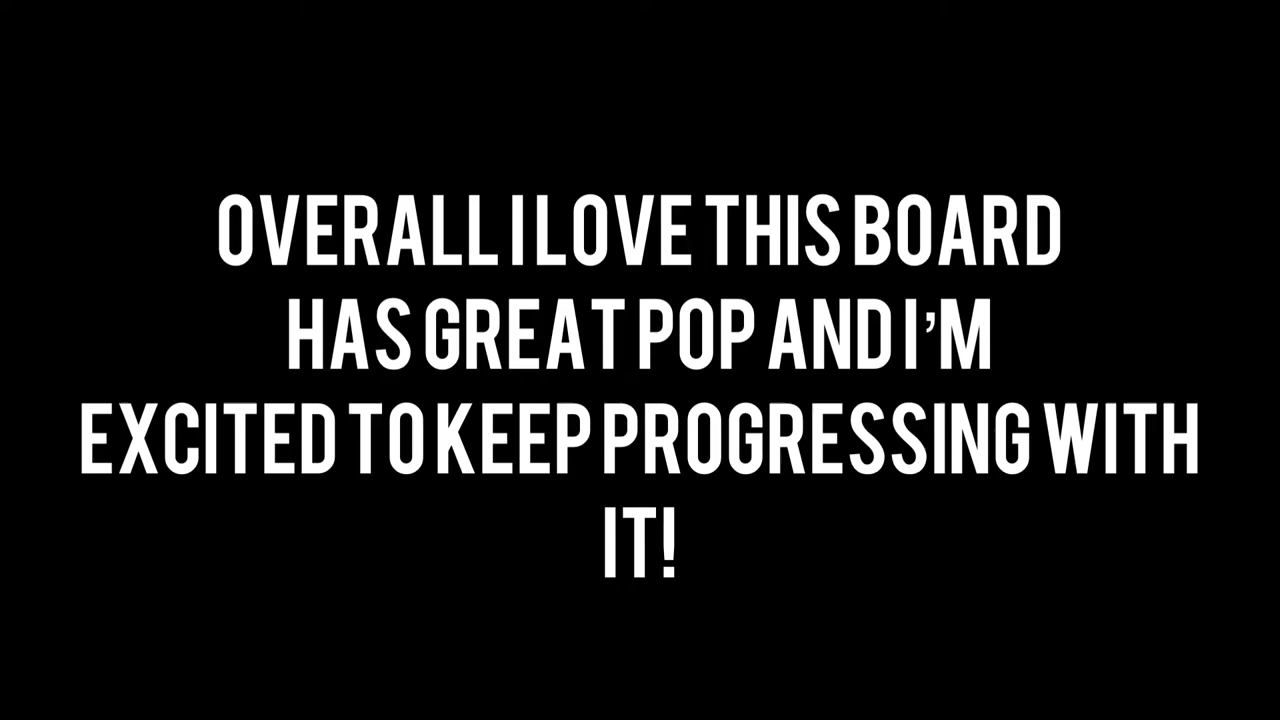 OVERALL I LOVE THIS BOARD
HAS GREAT POP AND I'M
EXCITED TO KEEP PROGRESSING WITH
IT!